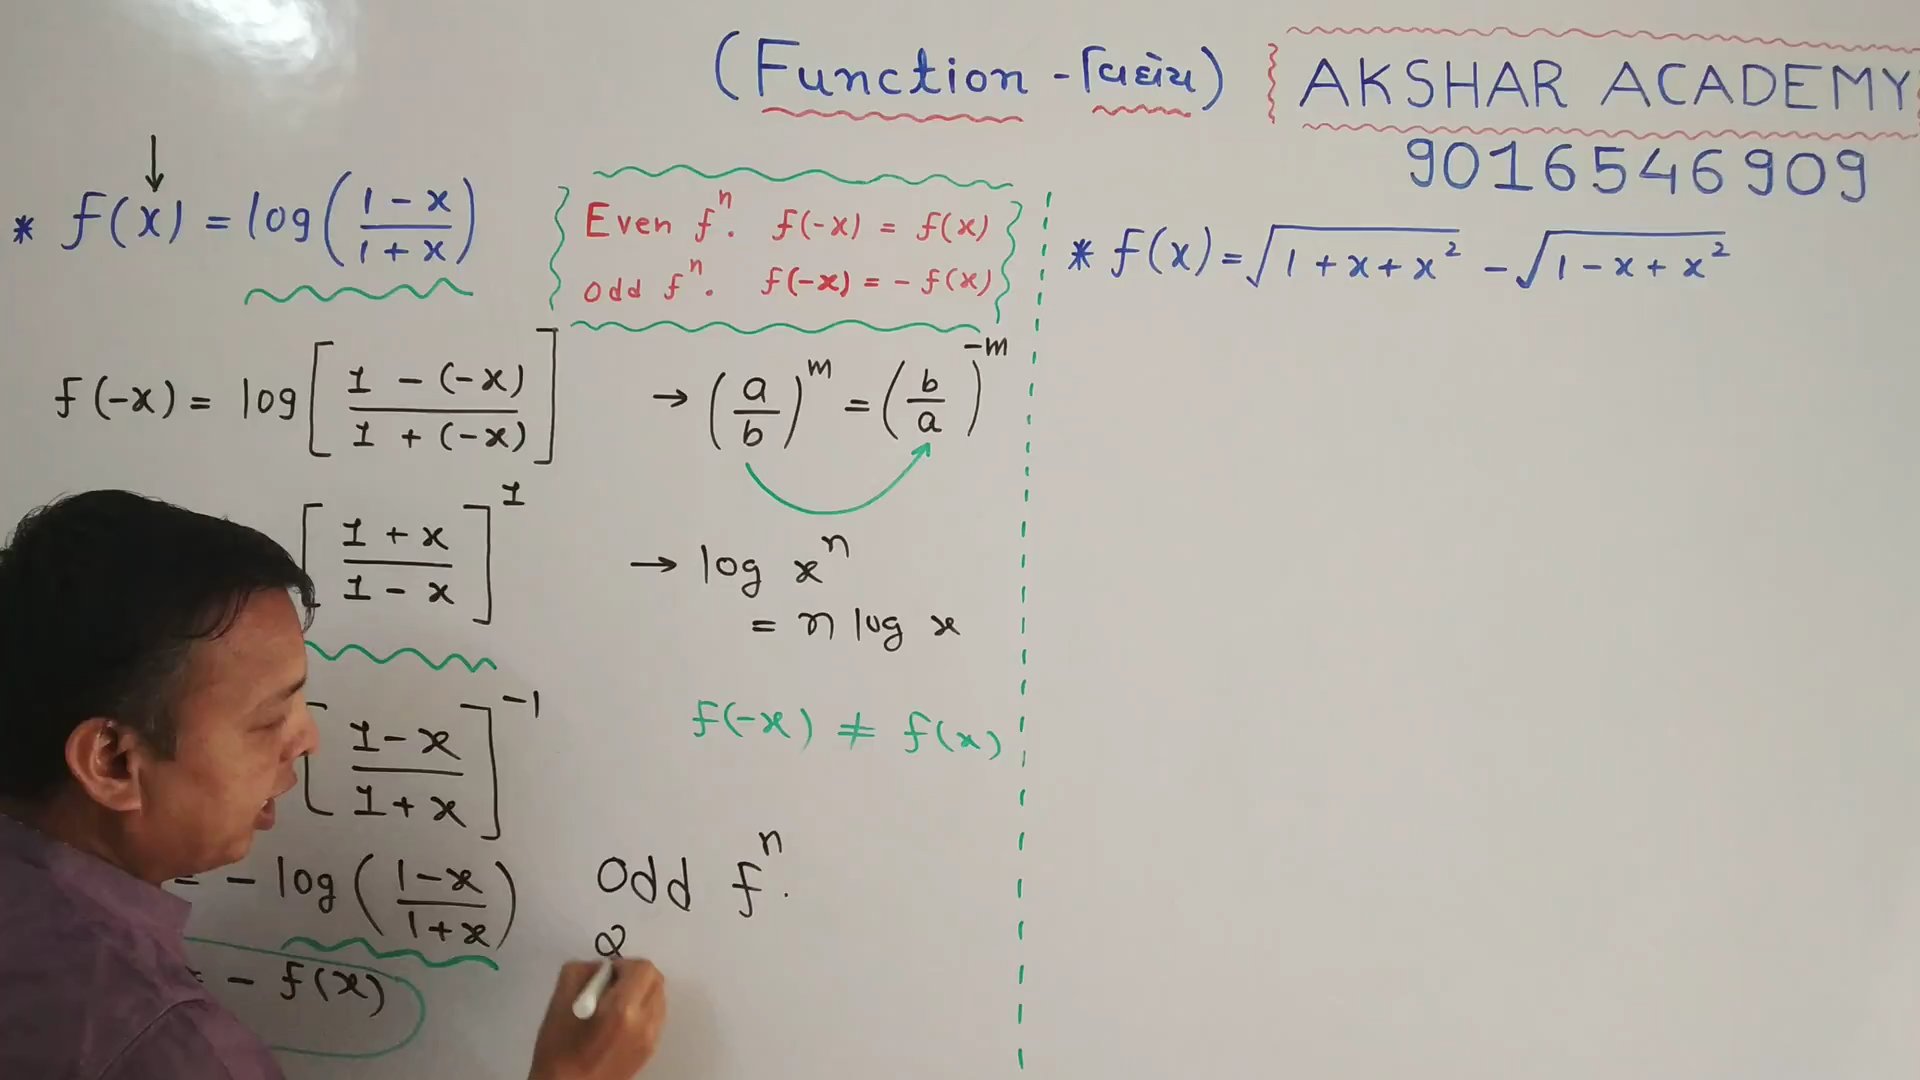 (Function - વિધેય)
AKSHAR ACADEMY
9016546909
* f(x) = log((1-x)/(1+x))
Even fⁿ. f(-x) = f(x)
odd fⁿ. f(-x) = - f(x)
f(-x) = log[(1 - (-x))/(1 + (-x))]
→ (a/b)^m = (b/a)^-m
[(1+x)/(1-x)]^1
→ log xⁿ
= n log x
[(1-x)/(1+x)]^-1
f(-x) ≠ f(x)
= - log((1-x)/(1+x))
Odd fⁿ.
= - f(x)
* f(x) = √(1+x+x²) - √(1-x+x²)